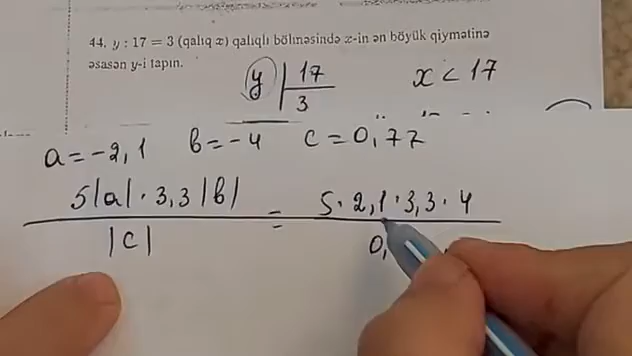 44. y : 17 = 3 (qalıq x) qalıqlı bölməsində x-in ən böyük qiymətinə
əsasən y-i tapın.
y | 17
3
x < 17
a = -2,1 b = -4 c = 0,77
5|a| · 3,3|b| / |c| = 5 · 2,1 · 3,3 · 4 / 0,